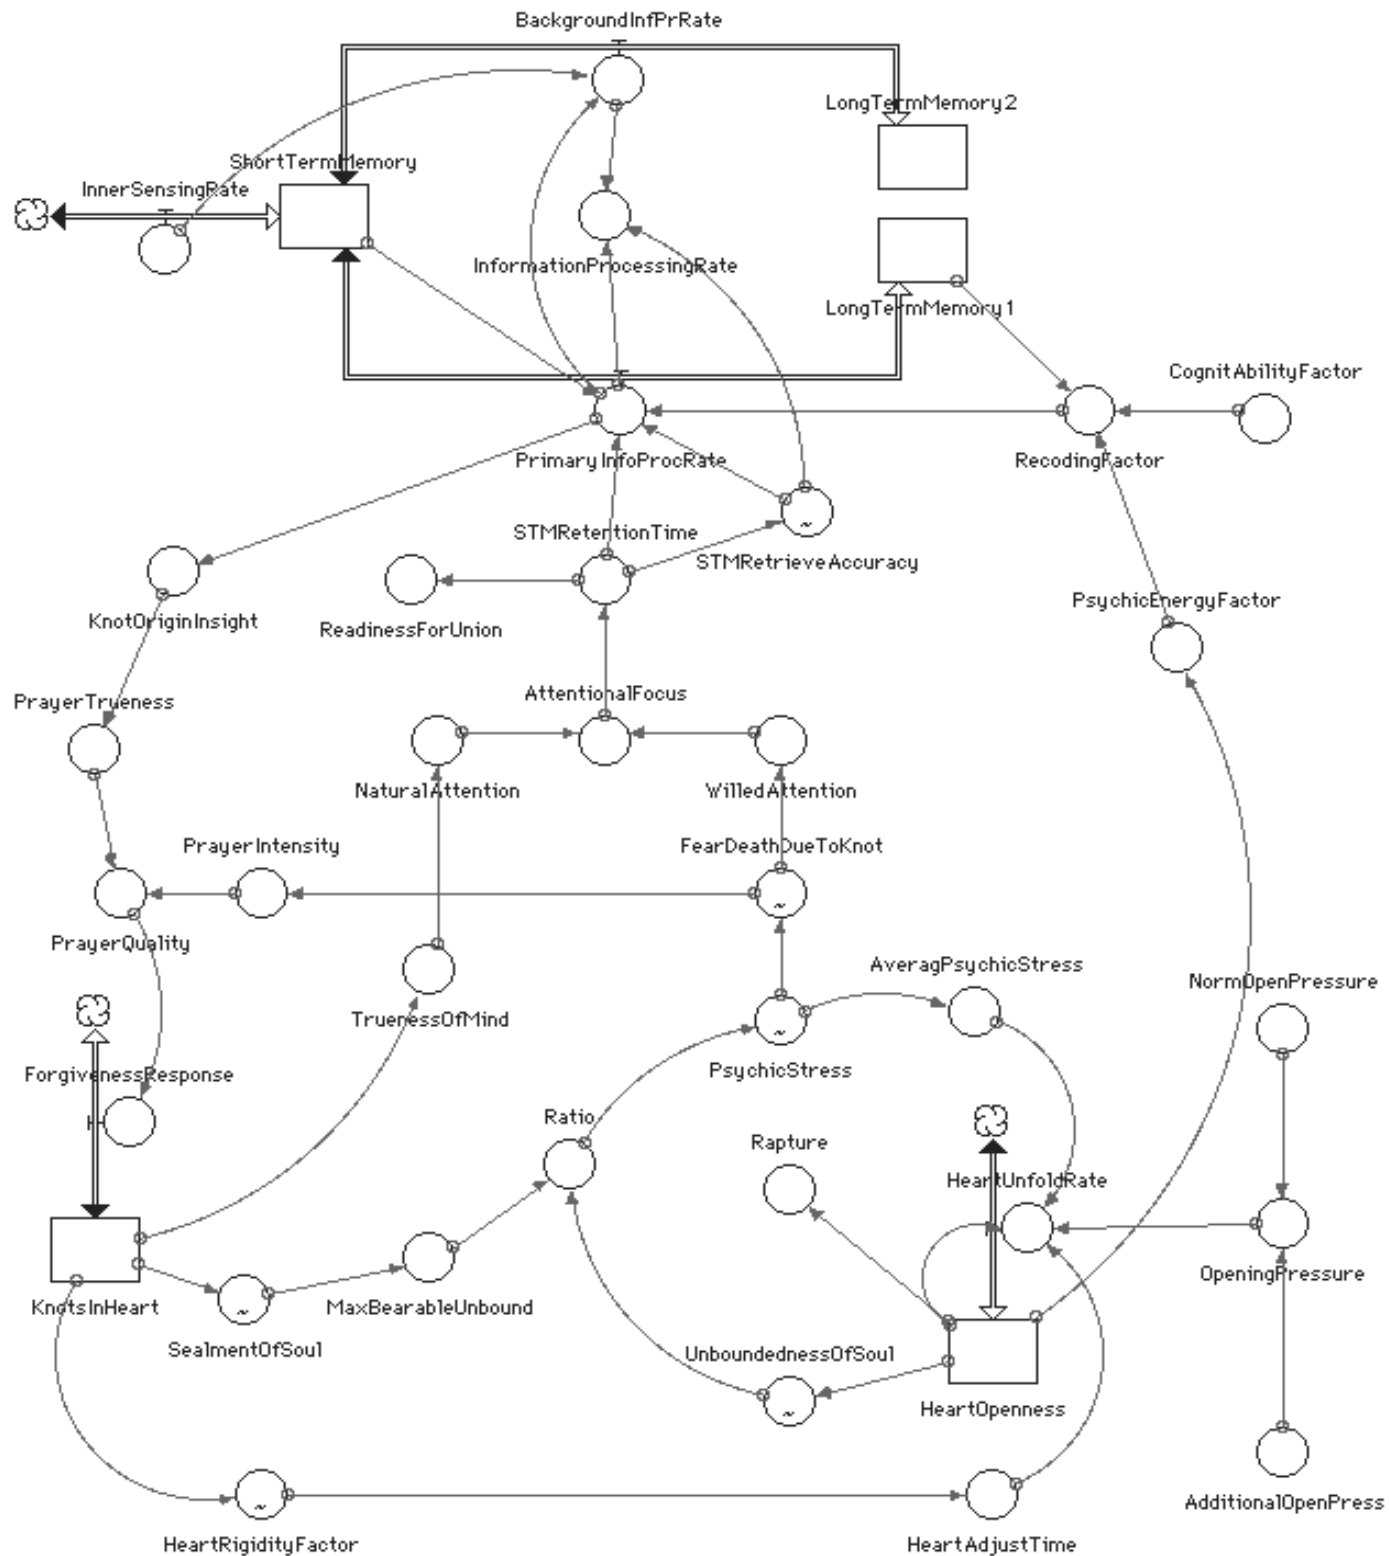 BackgroundInfPrRate
LongTermMemory2
ShortTermMemory
InnerSensingRate
InformationProcessingRate
LongTermMemory1
CognitAbilityFactor
PrimaryInfoProcRate
RecodingFactor
STMRetentionTime
STMRetrieveAccuracy
PsychicEnergyFactor
KnotOriginInsight
ReadinessForUnion
PrayerTrueness
AttentionalFocus
NaturalAttention
WilledAttention
PrayerIntensity
FearDeathDueToKnot
PrayerQuality
AveragPsychicStress
NormOpenPressure
TruenessOfMind
PsychicStress
ForgivenessResponse
Ratio
Rapture
HeartUnfoldRate
OpeningPressure
KnotsInHeart
MaxBearableUnbound
SealmentOfSoul
UnboundednessOfSoul
HeartOpenness
AdditionalOpenPress
HeartRigidityFactor
HeartAdjustTime